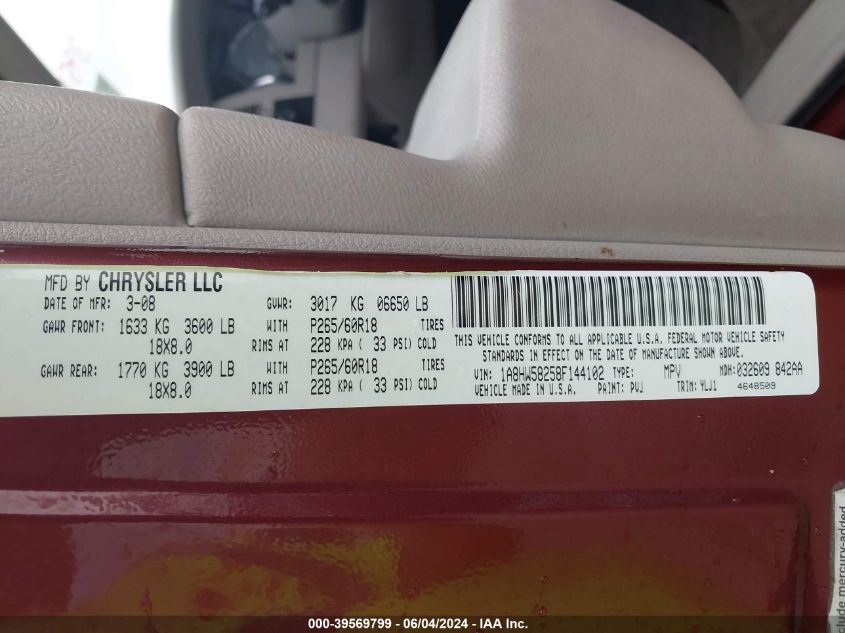 MFD BY CHRYSLER LLC
DATE OF MFR: 3-08 GVWR: 3017 KG 06650 LB
GAWR FRONT: 1633 KG 3600 LB WITH P265/60R18 TIRES
18X8.0 RIMS AT 228 KPA ( 33 PSI) COLD
GAWR REAR: 1770 KG 3900 LB WITH P265/60R18 TIRES
18X8.0 RIMS AT 228 KPA ( 33 PSI) COLD
THIS VEHICLE CONFORMS TO ALL APPLICABLE U.S.A. FEDERAL MOTOR VEHICLE SAFETY
STANDARDS IN EFFECT ON THE DATE OF MANUFACTURE SHOWN ABOVE.
VIN: 1A8HW58258F144102 TYPE: MPV MDH:032609 842AA
VEHICLE MADE IN U.S.A. PAINT: PVJ TRIM: YLJ1 4648509
clude mercury-added
000-39569799 - 06/04/2024 - IAA Inc.